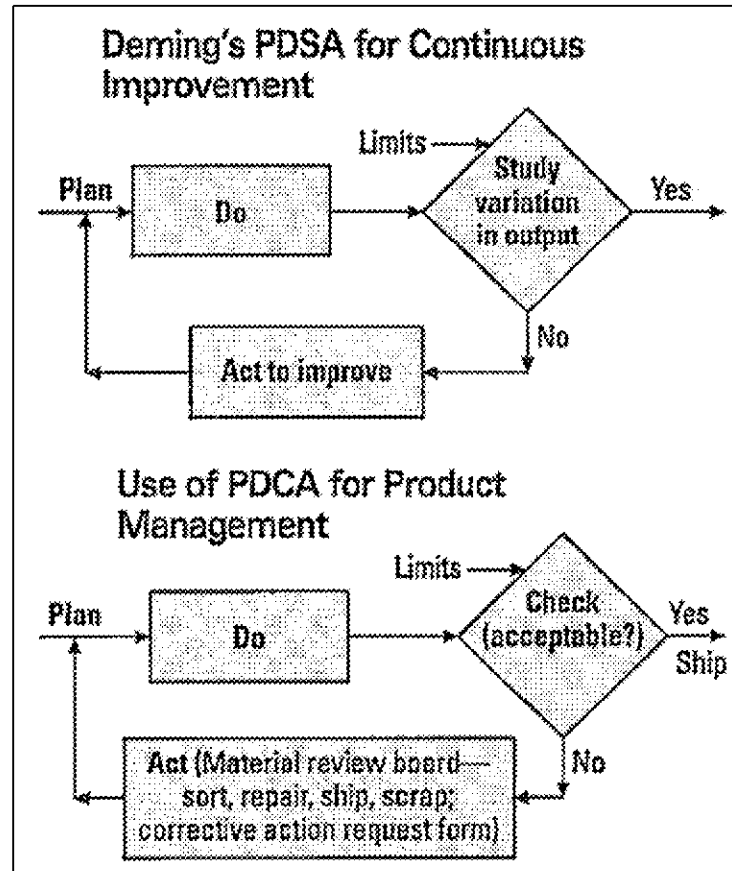 Deming's PDSA for Continuous
Improvement
Limits
Study
variation
in output
Yes
Plan
Do
No
Act to improve
Use of PDCA for Product
Management
Limits
Check
(acceptable?)
Yes
Ship
Plan
Do
No
Act (Material review board—
sort, repair, ship, scrap;
corrective action request form)